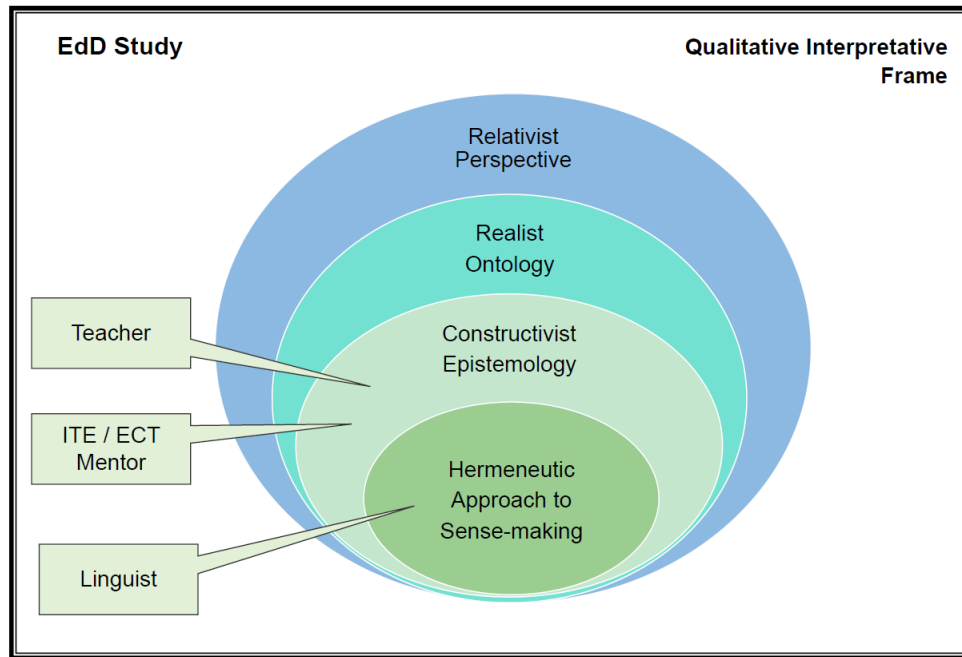 EdD Study
Qualitative Interpretative
Frame
Relativist
Perspective
Realist
Ontology
Teacher
Constructivist
Epistemology
ITE / ECT
Mentor
Hermeneutic
Approach to
Sense-making
Linguist